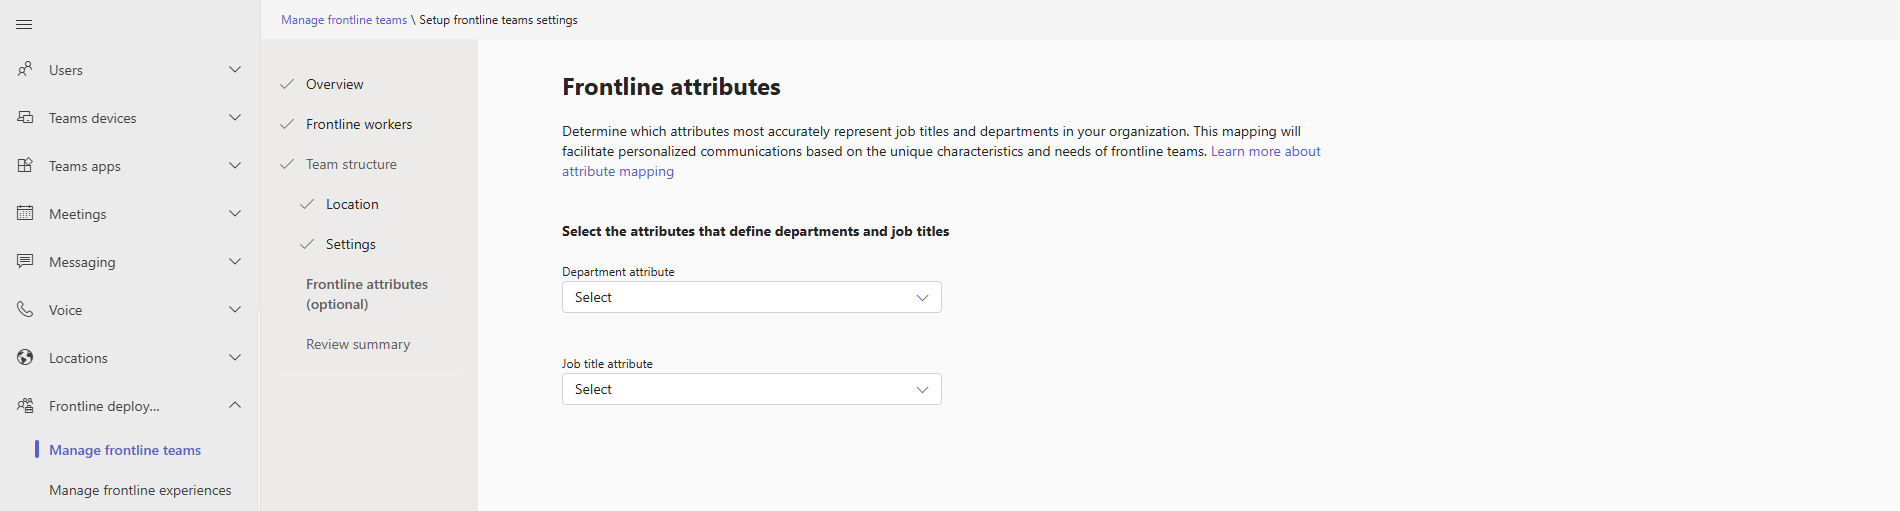 Manage frontline teams \ Setup frontline teams settings
Users
Teams devices
Teams apps
Meetings
Messaging
Voice
Locations
Frontline deploy...
Manage frontline teams
Manage frontline experiences
Overview
Frontline workers
Team structure
Location
Settings
Frontline attributes
(optional)
Review summary
Frontline attributes
Determine which attributes most accurately represent job titles and departments in your organization. This mapping will
facilitate personalized communications based on the unique characteristics and needs of frontline teams. Learn more about
attribute mapping
Select the attributes that define departments and job titles
Department attribute
Select
Job title attribute
Select